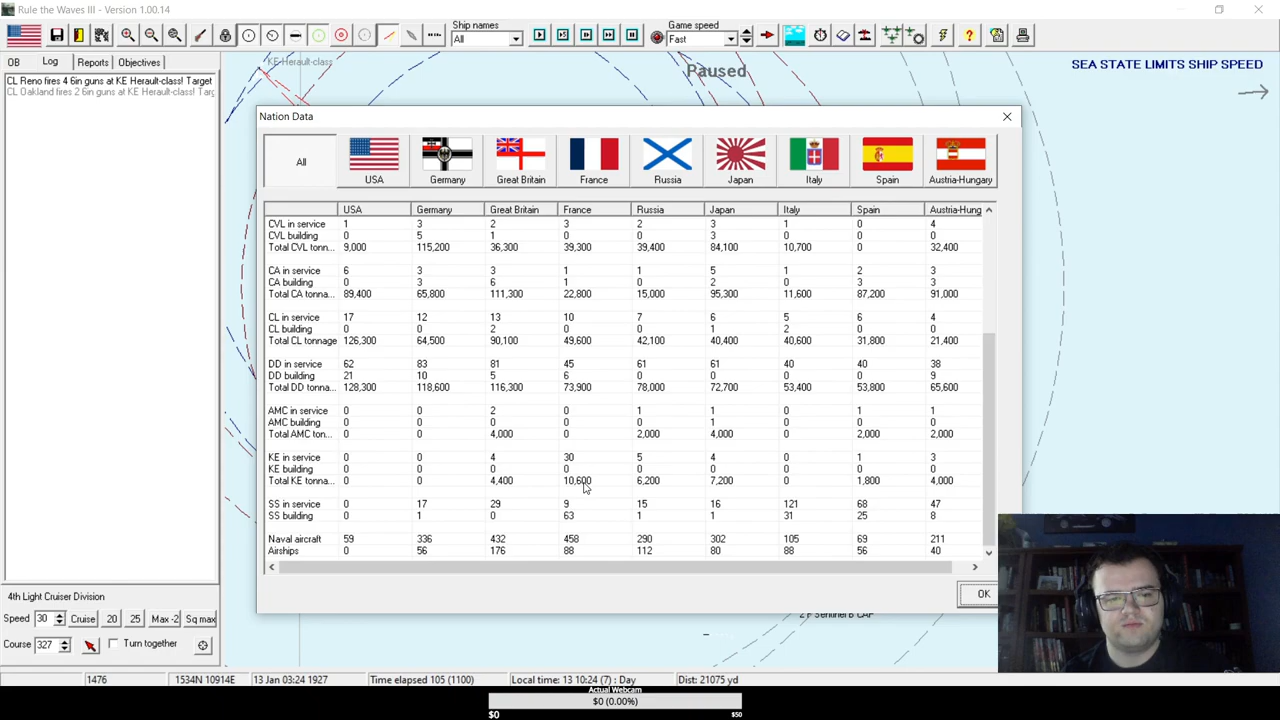 Rule the Waves III - Version 1.00.14
Ship names
All
Game speed
Fast
OB Log Reports Objectives
CL Reno fires 4 6in guns at KE Herault-class! Target
CL Oakland fires 2 6in guns at KE Herault-class! Targ
KE Herault-class
Paused
SEA STATE LIMITS SHIP SPEED
Nation Data
All
USA Germany Great Britain France Russia Japan Italy Spain Austria-Hungary
USA Germany Great Britain France Russia Japan Italy Spain Austria-Hung
CVL in service 1 3 2 3 2 3 1 0 4
CVL building 0 5 1 0 0 3 0 0 0
Total CVL tonn... 9,000 115,200 36,300 39,300 39,400 84,100 10,700 32,400
CA in service 6 3 3 1 1 5 1 2 3
CA building 0 3 6 1 0 2 0 3 3
Total CA tonna... 89,400 65,800 111,300 22,800 15,000 95,300 11,600 87,200 91,000
CL in service 17 12 13 10 7 6 5 6 4
CL building 0 0 2 0 0 1 2 0 0
Total CL tonnage 126,300 64,500 90,100 49,600 42,100 40,400 40,600 31,800 21,400
DD in service 62 83 81 45 61 61 40 40 38
DD building 21 10 5 6 0 0 0 0 9
Total DD tonna... 128,300 118,600 116,300 73,900 78,000 72,700 53,400 53,800 65,600
AMC in service 0 0 2 0 1 1 0 1 1
AMC building 0 0 0 0 0 1 0 0 0
Total AMC ton... 0 0 4,000 0 2,000 4,000 0 2,000 2,000
KE in service 0 0 4 30 5 4 0 1 3
KE building 0 0 0 0 0 0 0 0 0
Total KE tonna... 0 0 4,400 10,600 6,200 7,200 0 1,800 4,000
SS in service 0 17 29 9 15 16 121 68 47
SS building 0 1 0 63 1 1 31 25 8
Naval aircraft 59 336 432 458 290 302 105 69 211
Airships 0 56 176 88 112 80 88 56 40
OK
4th Light Cruiser Division
Speed 30 Cruise 20 25 Max -2 Sq max
Course 327 Turn together
1476 1534N 10914E 13 Jan 03:24 1927 Time elapsed 105 (1100) Local time: 13 10:24 (7) : Day Dist: 21075 yd
Actual Webcam
$0 (0.00%)
$0 $50